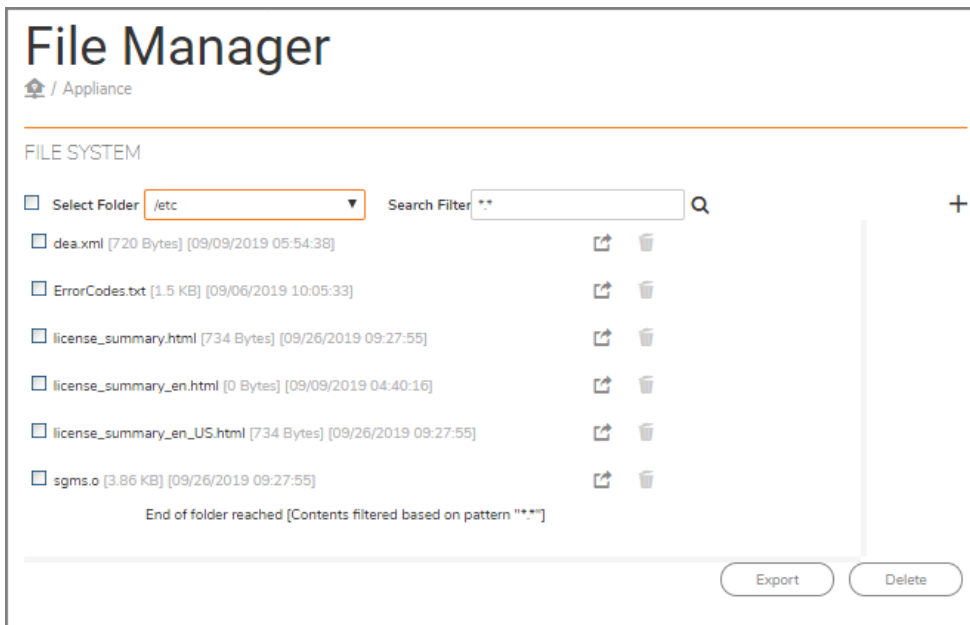 File Manager
/ Appliance
FILE SYSTEM
Select Folder /etc Search Filter *.*
dea.xml [720 Bytes] [09/09/2019 05:54:38]
ErrorCodes.txt [1.5 KB] [09/06/2019 10:05:33]
license_summary.html [734 Bytes] [09/26/2019 09:27:55]
license_summary_en.html [0 Bytes] [09/09/2019 04:40:16]
license_summary_en_US.html [734 Bytes] [09/26/2019 09:27:55]
sgms.o [3.86 KB] [09/26/2019 09:27:55]
End of folder reached [Contents filtered based on pattern "*.*"]
Export Delete